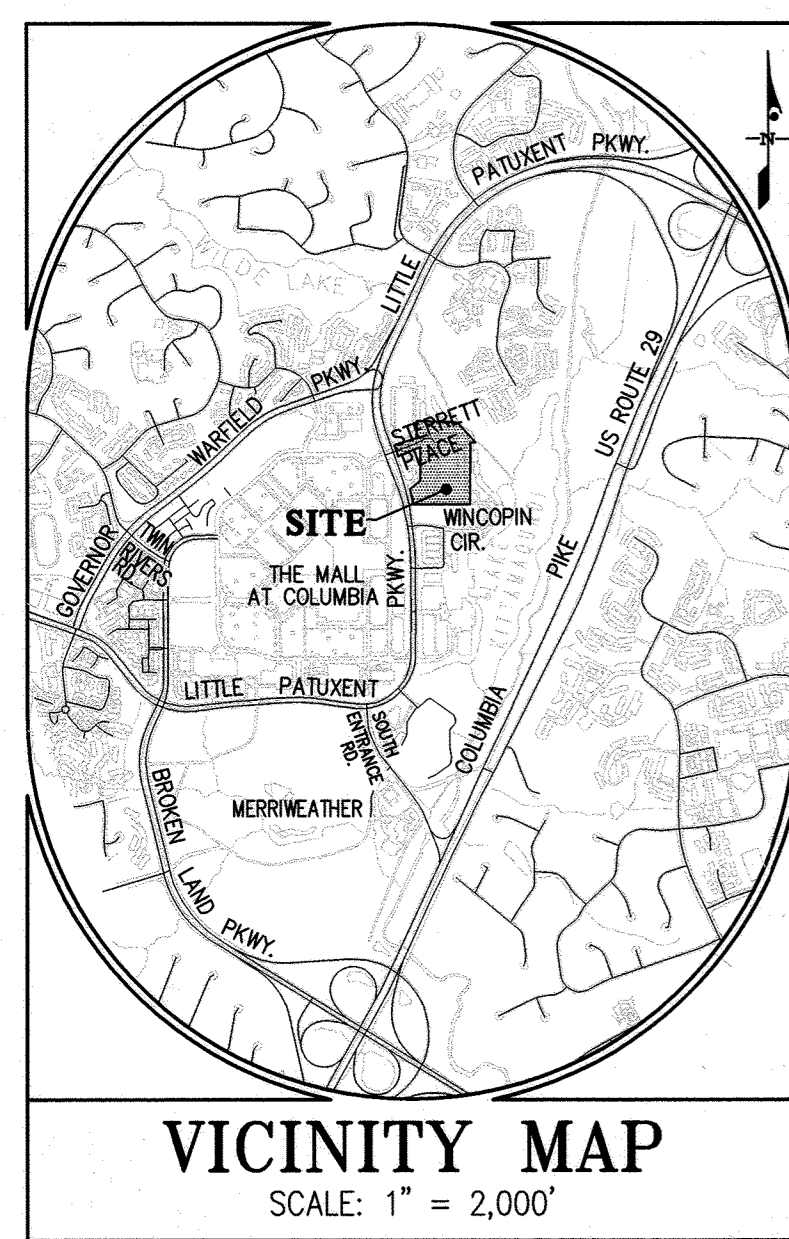 PATUXENT PKWY.
-N-
WILDE LAKE
LITTLE
US ROUTE 29
WARFIELD PKWY.
STERRETT
PLACE
SITE
WINCOPIN
CIR.
GOVERNOR
TWIN
RIVERS
RD.
THE MALL
AT COLUMBIA
PKWY.
PIKE
LITTLE PATUXENT
SOUTH
ENTRANCE
RD.
COLUMBIA
BROKEN
MERRIWEATHER
LAND
PKWY.
VICINITY MAP
SCALE: 1" = 2,000'